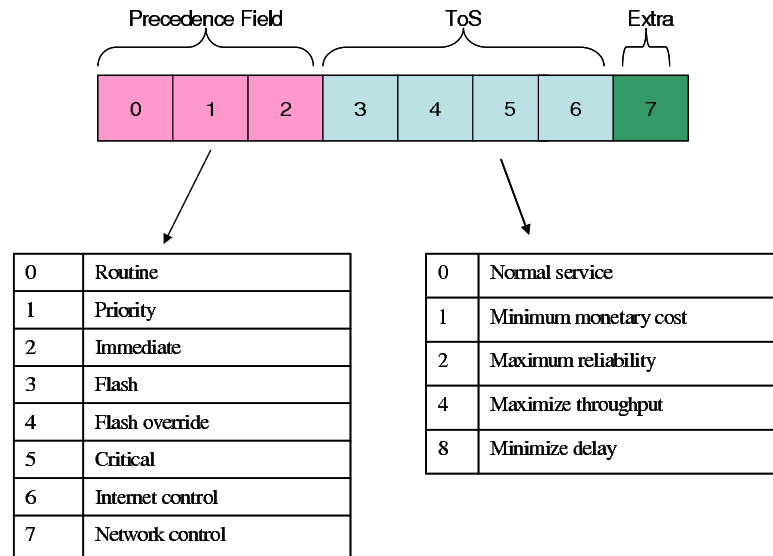 Precedence Field ToS Extra
0 1 2 3 4 5 6 7
0 Routine
1 Priority
2 Immediate
3 Flash
4 Flash override
5 Critical
6 Internet control
7 Network control
0 Normal service
1 Minimum monetary cost
2 Maximum reliability
4 Maximize throughput
8 Minimize delay